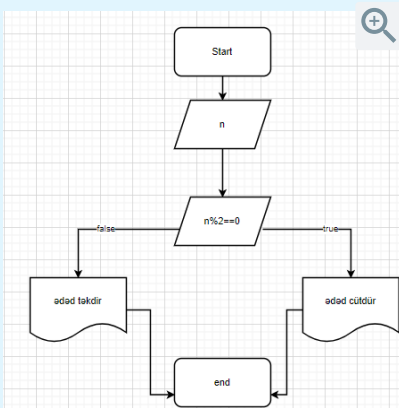 Start
n
n%2==0
false
true
ədəd təkdir
ədəd cütdür
end